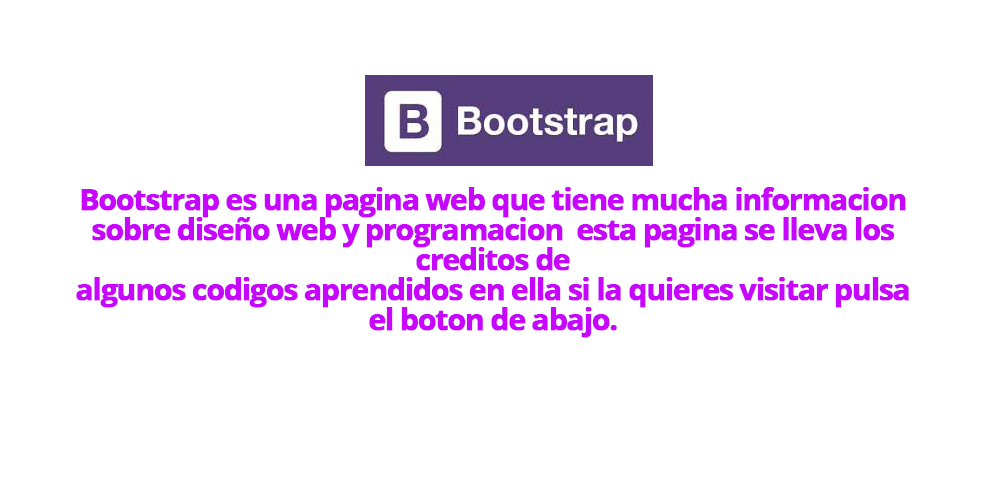 B Bootstrap
Bootstrap es una pagina web que tiene mucha informacion
sobre diseño web y programacion  esta pagina se lleva los
creditos de
algunos codigos aprendidos en ella si la quieres visitar pulsa
el boton de abajo.